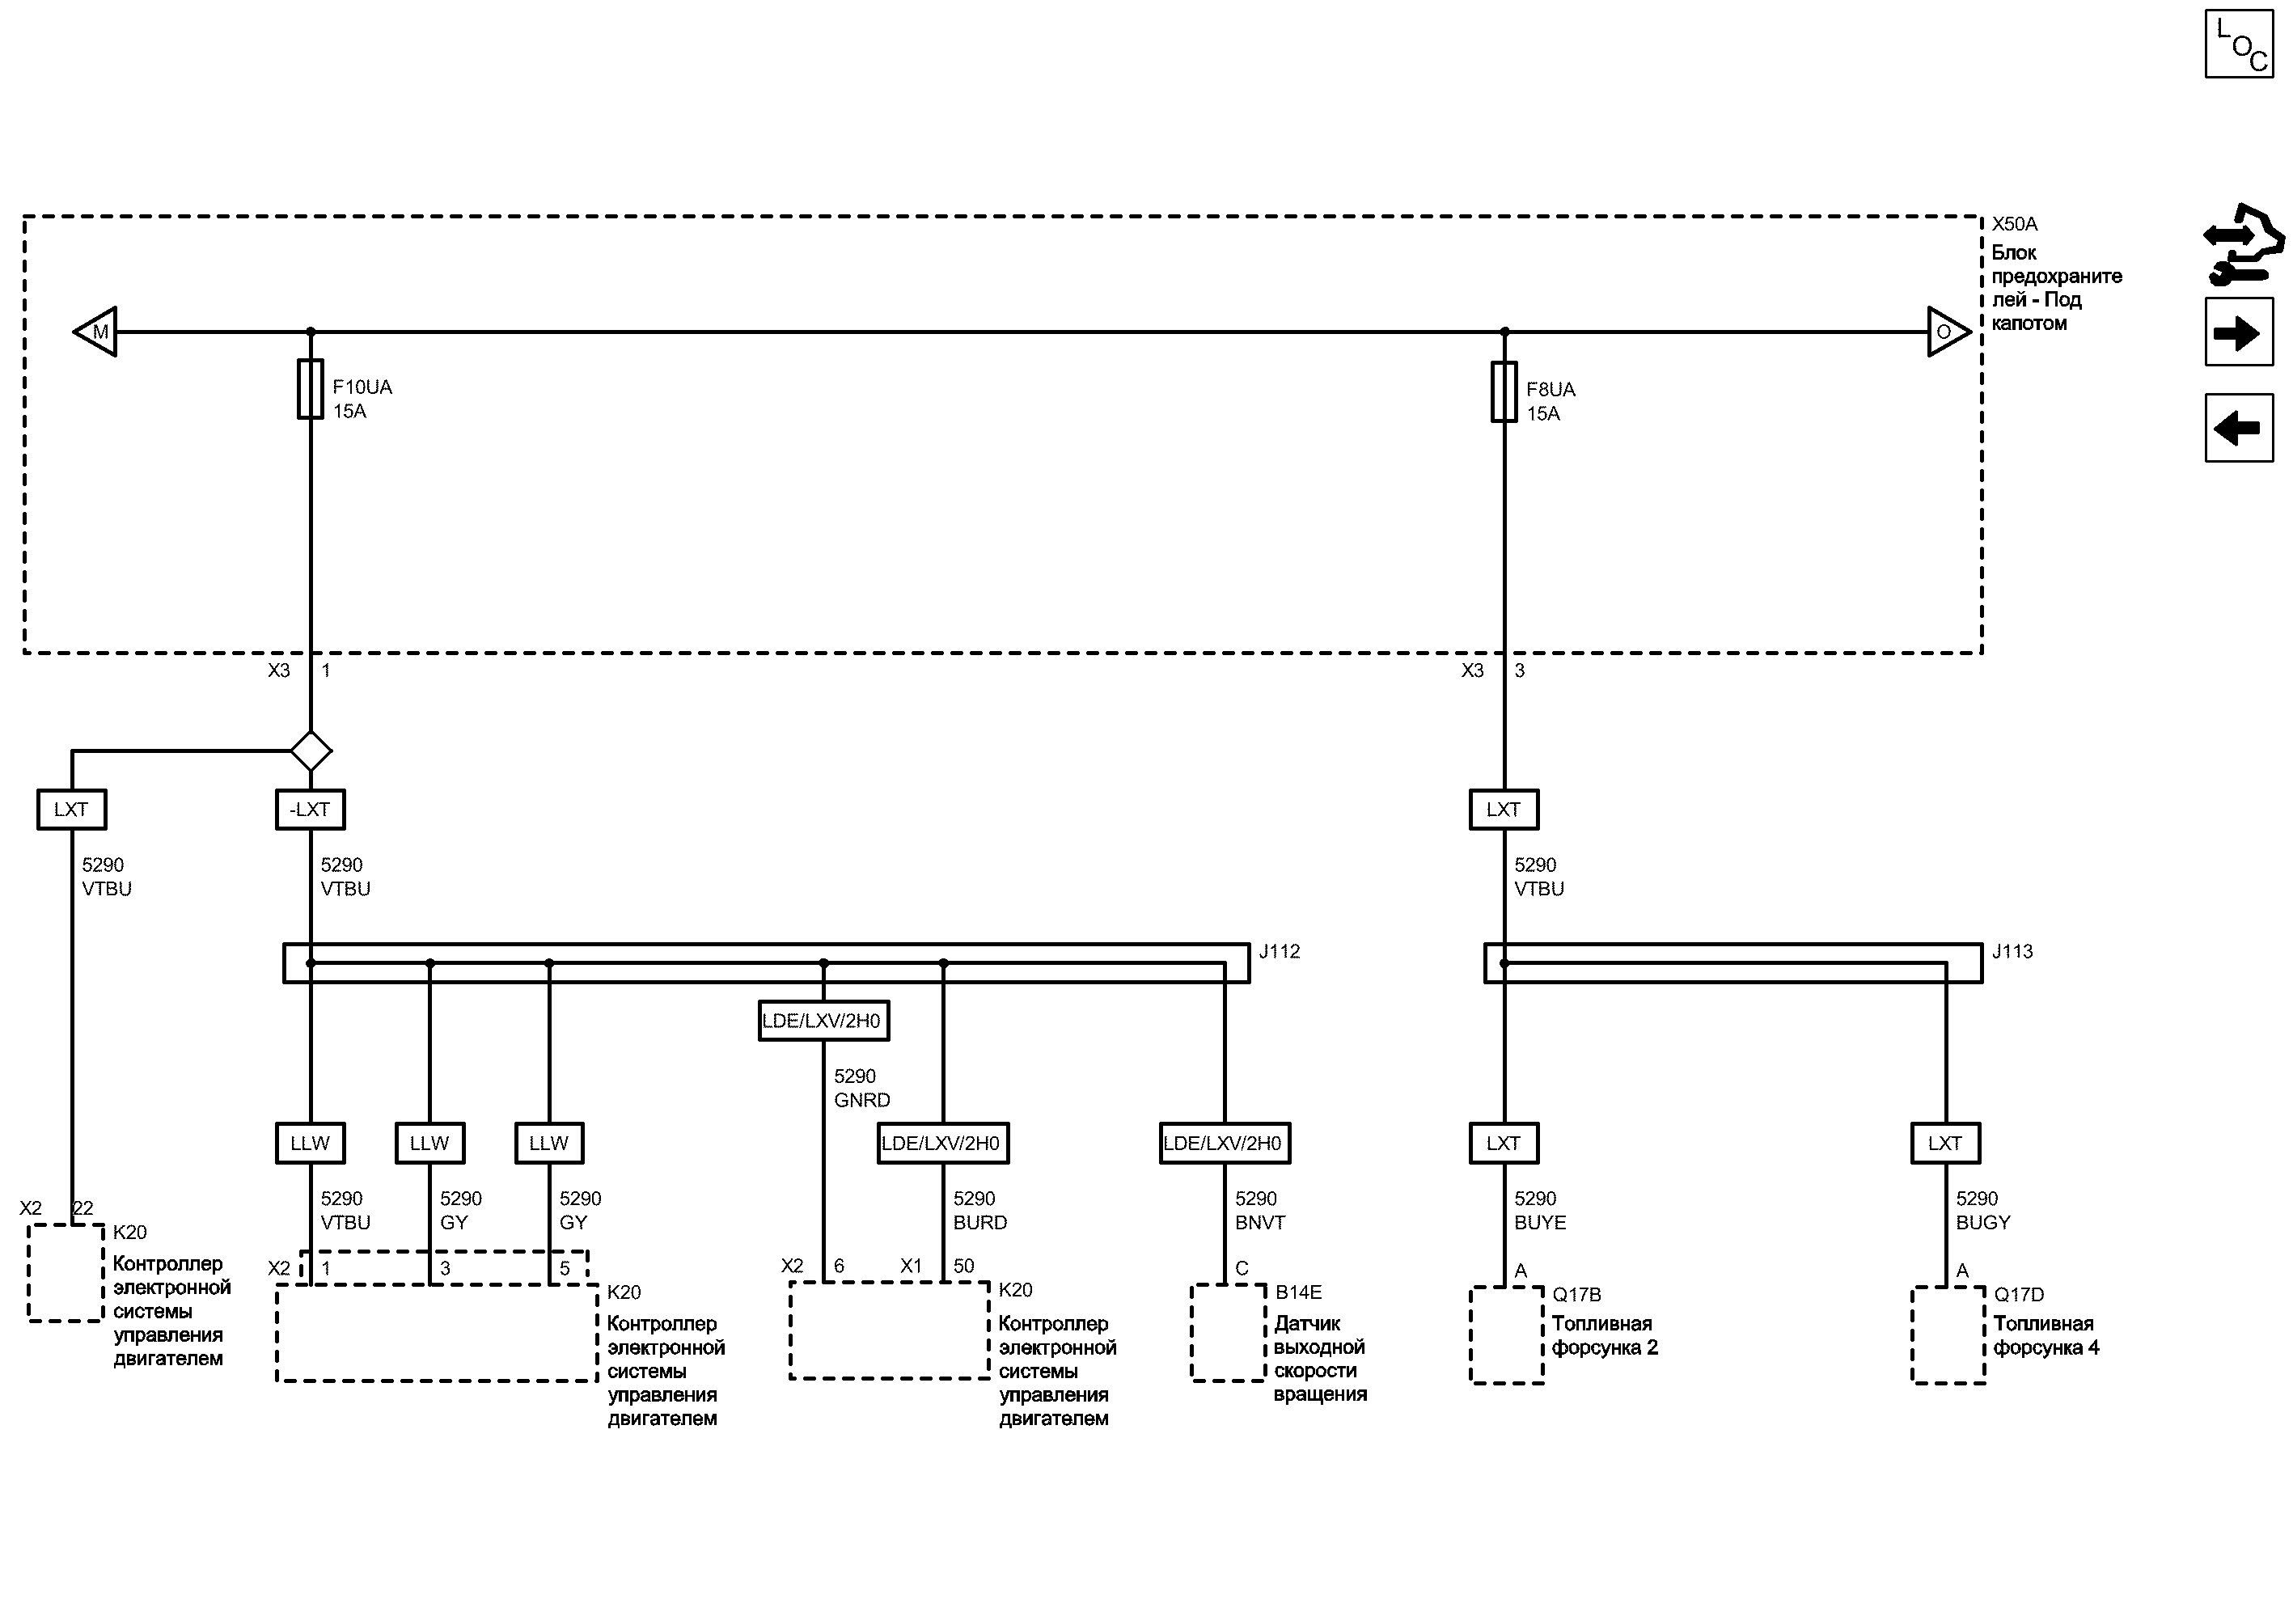 L
O
C
X50A
Блок
предохраните
лей - Под
капотом
M
O
F10UA
15A
F8UA
15A
X3 1
X3 3
LXT
-LXT
LXT
5290
VTBU
5290
VTBU
5290
VTBU
J112
J113
LDE/LXV/2H0
5290
GNRD
LLW
LLW
LLW
LDE/LXV/2H0
LDE/LXV/2H0
LXT
LXT
5290
VTBU
5290
GY
5290
GY
5290
BURD
5290
BNVT
5290
BUYE
5290
BUGY
X2 22
K20
Контроллер
электронной
системы
управления
двигателем
X2 1 3 5
K20
Контроллер
электронной
системы
управления
двигателем
X2 6 X1 50
K20
Контроллер
электронной
системы
управления
двигателем
C
B14E
Датчик
выходной
скорости
вращения
A
Q17B
Топливная
форсунка 2
A
Q17D
Топливная
форсунка 4